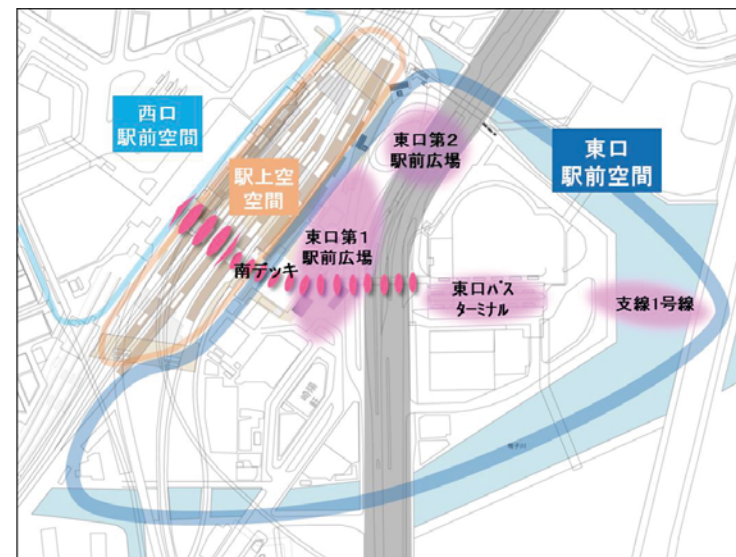 西口
駅前空間
駅上空
空間
東口第2
駅前広場
東口
駅前空間
東口第1
駅前広場
南デッキ
東口バス
ターミナル
支線1号線